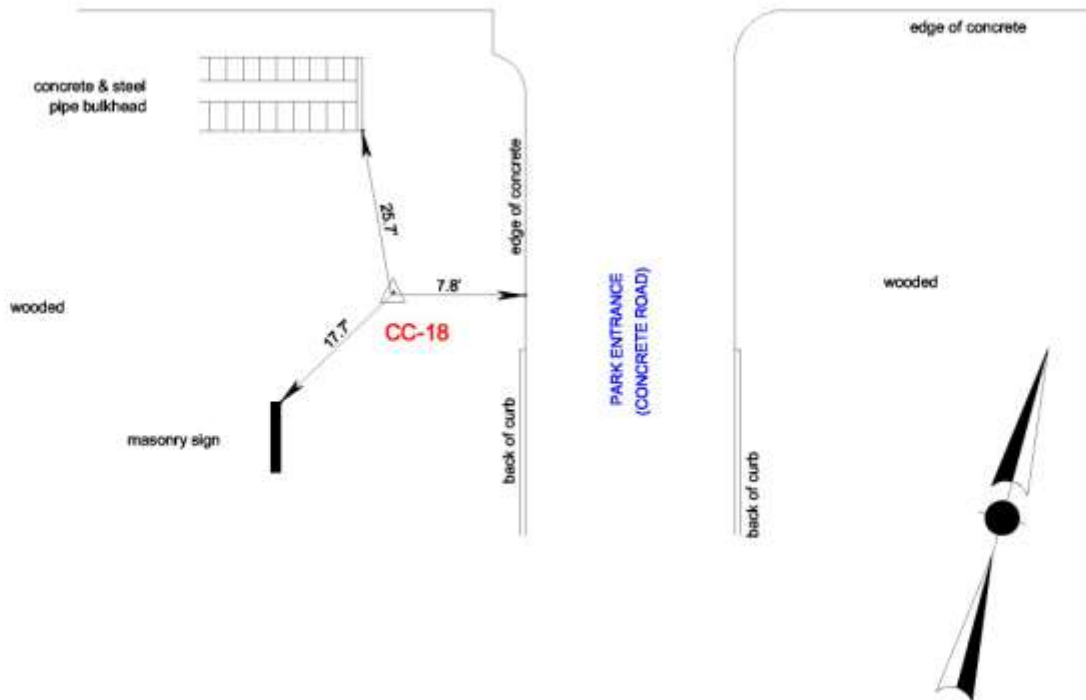 edge of concrete
concrete & steel
pipe bulkhead
edge of concrete
25.7'
7.8'
wooded
17.7'
CC-18
PARK ENTRANCE
(CONCRETE ROAD)
wooded
masonry sign
back of curb
back of curb